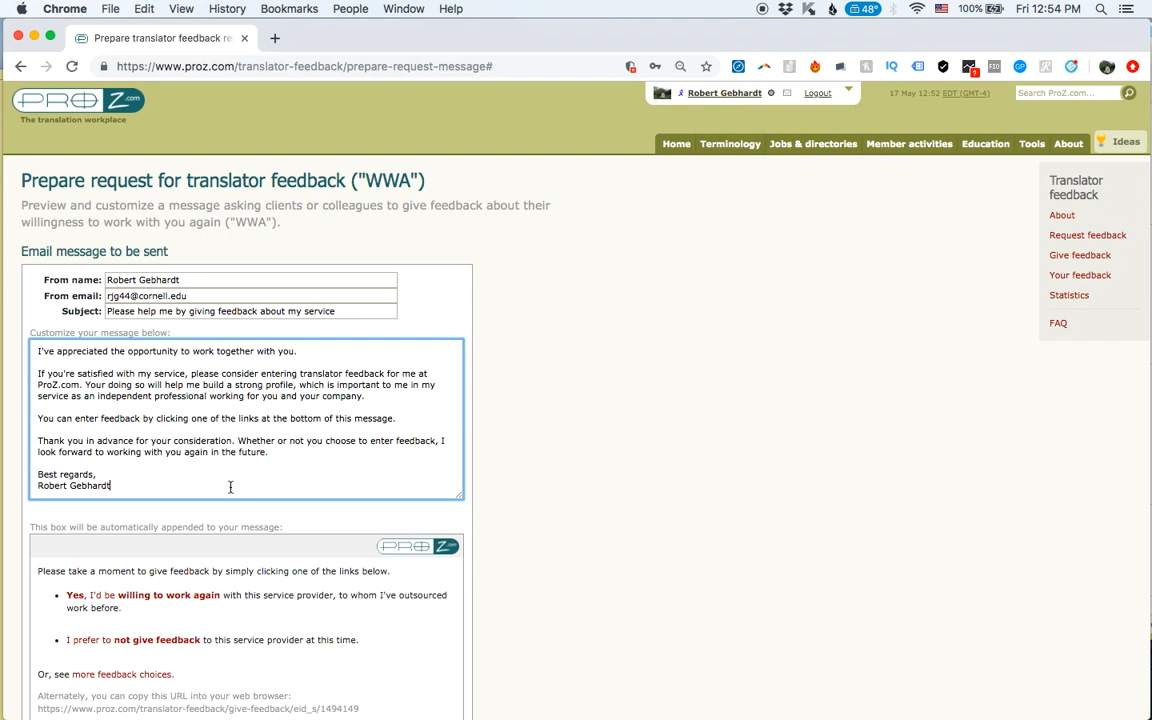 Chrome File Edit View History Bookmarks People Window Help
48° 100% Fri 12:54 PM
Prepare translator feedback re
https://www.proz.com/translator-feedback/prepare-request-message#
IQ FIO GP ?
PROZ.com
The translation workplace
Robert Gebhardt Logout
17 May 12:52 EDT (GMT-4)
Search ProZ.com...
Home Terminology Jobs & directories Member activities Education Tools About Ideas
Prepare request for translator feedback ("WWA")
Preview and customize a message asking clients or colleagues to give feedback about their
willingness to work with you again ("WWA").
Email message to be sent
From name: Robert Gebhardt
From email: rjg44@cornell.edu
Subject: Please help me by giving feedback about my service
Customize your message below:
I've appreciated the opportunity to work together with you.
If you're satisfied with my service, please consider entering translator feedback for me at
ProZ.com. Your doing so will help me build a strong profile, which is important to me in my
service as an independent professional working for you and your company.
You can enter feedback by clicking one of the links at the bottom of this message.
Thank you in advance for your consideration. Whether or not you choose to enter feedback, I
look forward to working with you again in the future.
Best regards,
Robert Gebhardt
This box will be automatically appended to your message:
PROZ.com
Please take a moment to give feedback by simply clicking one of the links below.
• Yes, I'd be willing to work again with this service provider, to whom I've outsourced
work before.
• I prefer to not give feedback to this service provider at this time.
Or, see more feedback choices.
Alternately, you can copy this URL into your web browser:
https://www.proz.com/translator-feedback/give-feedback/eid_s/1494149
Translator
feedback
About
Request feedback
Give feedback
Your feedback
Statistics
FAQ